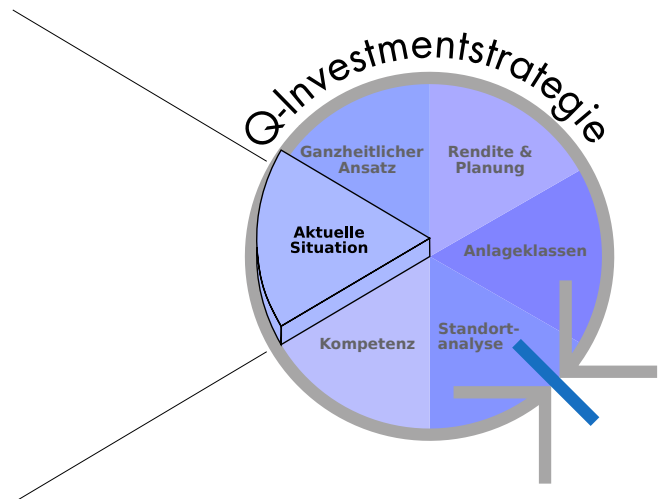 Q-Investmentstrategie
Ganzheitlicher
Ansatz
Rendite &
Planung
Aktuelle
Situation
Anlageklassen
Kompetenz
Standort-
analyse